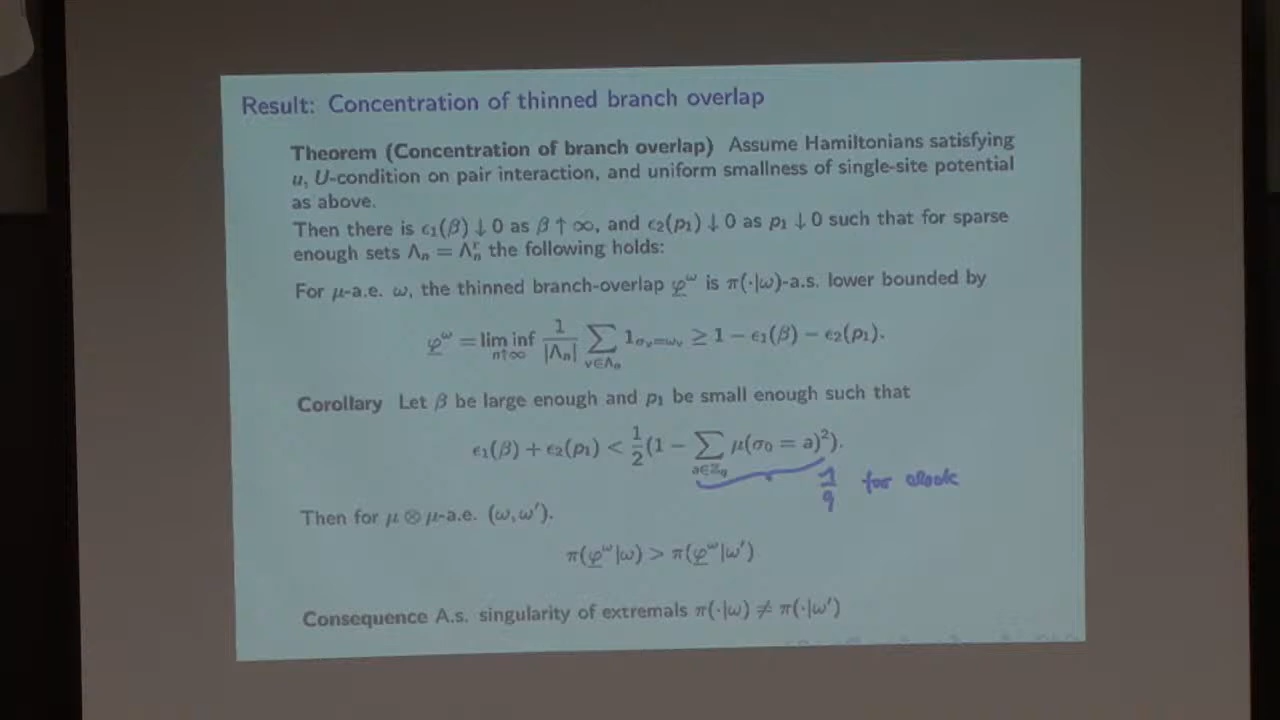 Result: Concentration of thinned branch overlap
Theorem (Concentration of branch overlap) Assume Hamiltonians satisfying
u, U-condition on pair interaction, and uniform smallness of single-site potential
as above.
Then there is ϵ₁(β) ↓ 0 as β ↑ ∞, and ϵ₂(p₁) ↓ 0 as p₁ ↓ 0 such that for sparse
enough sets Λₙ = Λₙʳ the following holds:
For μ-a.e. ω, the thinned branch-overlap φ̲^ω is π(·|ω)-a.s. lower bounded by
φ̲^ω = lim inf_{n↑∞} 1/|Λₙ| ∑_{v∈Λₙ} 1_{σᵥ=ωᵥ} ≥ 1 − ϵ₁(β) − ϵ₂(p₁).
Corollary Let β be large enough and p₁ be small enough such that
ϵ₁(β) + ϵ₂(p₁) < 1/2 (1 − ∑_{a∈ℤ_q} μ(σ₀ = a)²).
1/q for clock
Then for μ ⊗ μ-a.e. (ω, ω′).
π(φ̲^ω|ω) > π(φ̲^ω|ω′)
Consequence A.s. singularity of extremals π(·|ω) ≠ π(·|ω′)